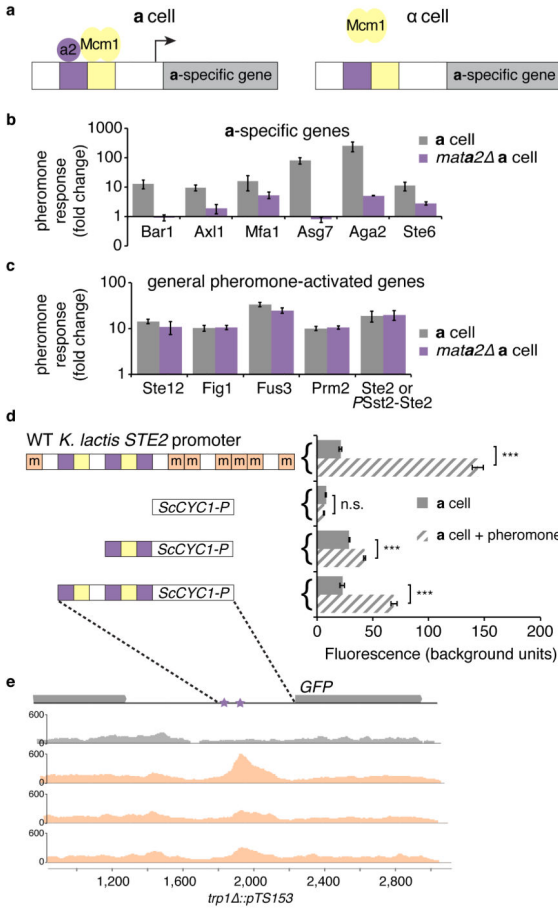 a
a cell
α cell
a2
Mcm1
Mcm1
a-specific gene
a-specific gene
b
a-specific genes
pheromone
response
(fold change)
1000
100
10
1
0
a cell
mata2Δ a cell
Bar1 Axl1 Mfa1 Asg7 Aga2 Ste6
c
general pheromone-activated genes
pheromone
response
(fold change)
100
10
1
a cell
mata2Δ a cell
Ste12 Fig1 Fus3 Prm2 Ste2 or
PSst2-Ste2
d
WT K. lactis STE2 promoter
m m m m m m m
ScCYC1-P
ScCYC1-P
ScCYC1-P
***
n.s.
***
***
a cell
a cell + pheromone
0 50 100 150 200
Fluorescence (background units)
e
GFP
600
0
600
0
600
0
600
0
1,200 1,600 2,000 2,400 2,800
trp1Δ::pTS153